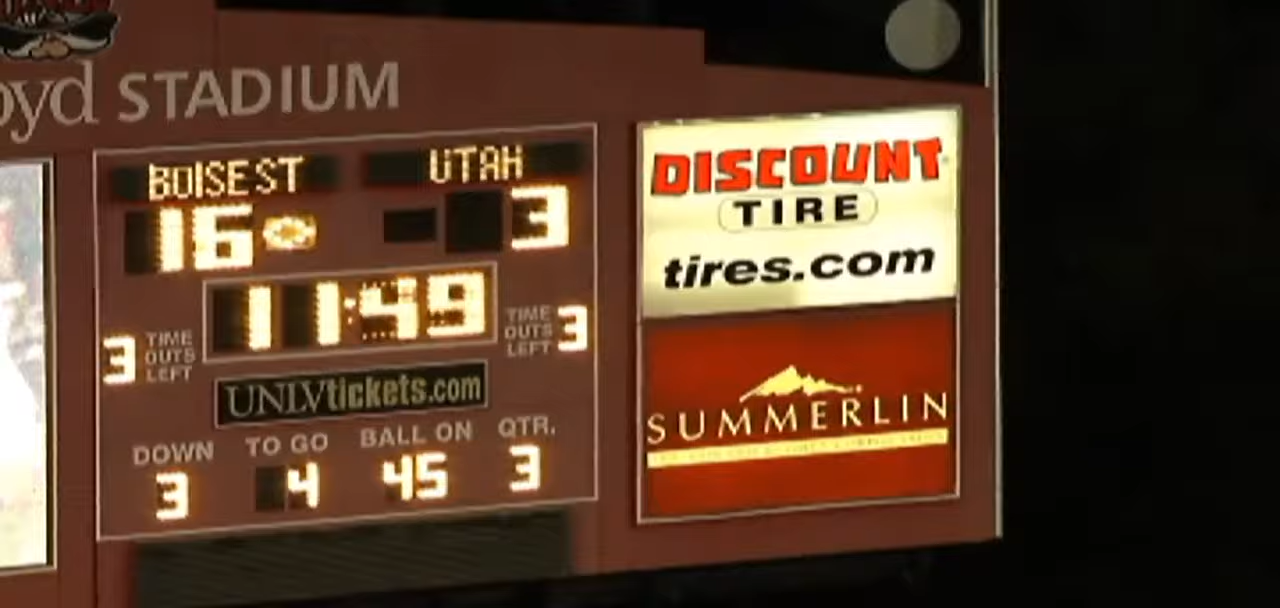 oyd STADIUM
BOISE ST UTAH
16 3
11:49
3 TIME OUTS LEFT
TIME OUTS LEFT 3
UNLVtickets.com
DOWN TO GO BALL ON QTR.
3 4 45 3
DISCOUNT
TIRE
tires.com
SUMMERLIN